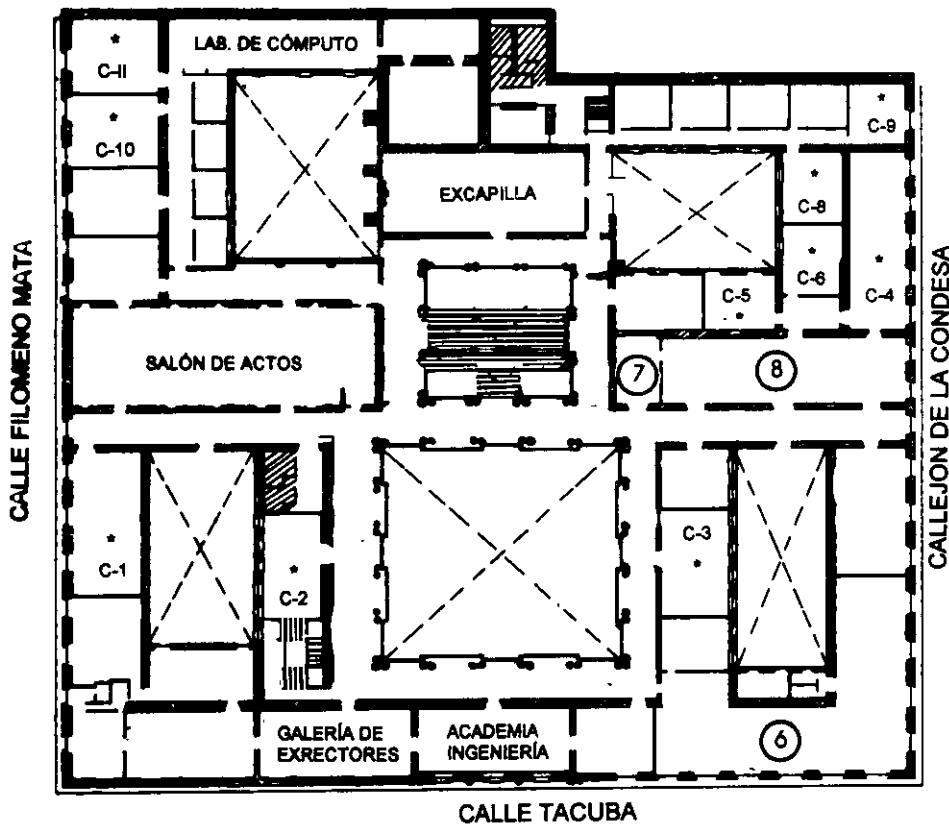 LAB. DE CÓMPUTO
*
C-II
*
C-10
*
C-9
EXCAPILLA
*
C-8
*
C-6
*
C-4
C-5
*
CALLE FILOMENO MATA
SALÓN DE ACTOS
7
8
CALLEJON DE LA CONDESA
*
C-1
*
C-2
C-3
*
GALERÍA DE
EXRECTORES
ACADEMIA
INGENIERÍA
6
CALLE TACUBA